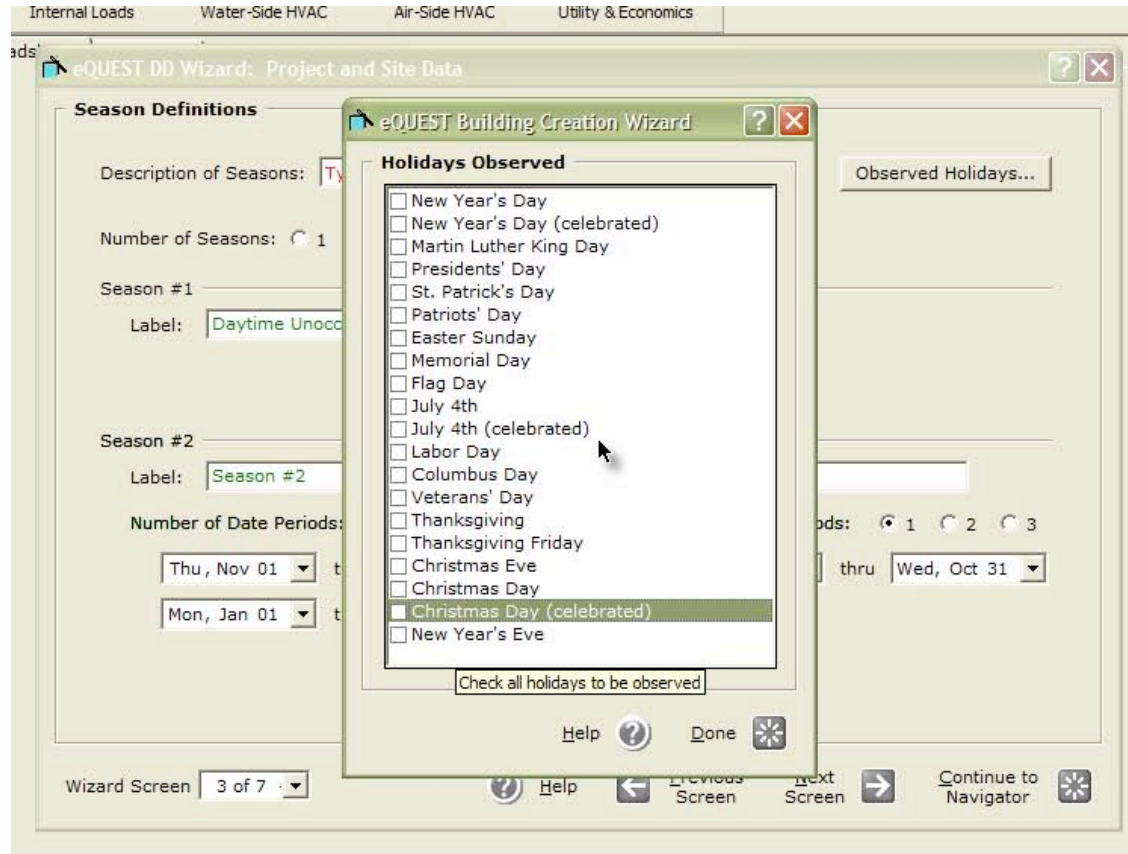 Internal Loads Water-Side HVAC Air-Side HVAC Utility & Economics
ads
eQUEST DD Wizard: Project and Site Data
Season Definitions
Description of Seasons: Ty
Observed Holidays...
Number of Seasons: 1
Season #1
Label: Daytime Unocc
Season #2
Label: Season #2
Number of Date Periods:
ods: 1 2 3
Thu, Nov 01 t
thru Wed, Oct 31
Mon, Jan 01 t
eQUEST Building Creation Wizard
Holidays Observed
New Year's Day
New Year's Day (celebrated)
Martin Luther King Day
Presidents' Day
St. Patrick's Day
Patriots' Day
Easter Sunday
Memorial Day
Flag Day
July 4th
July 4th (celebrated)
Labor Day
Columbus Day
Veterans' Day
Thanksgiving
Thanksgiving Friday
Christmas Eve
Christmas Day
Christmas Day (celebrated)
New Year's Eve
Check all holidays to be observed
Help Done
Wizard Screen 3 of 7
Help
Previous Screen
Next Screen
Continue to Navigator